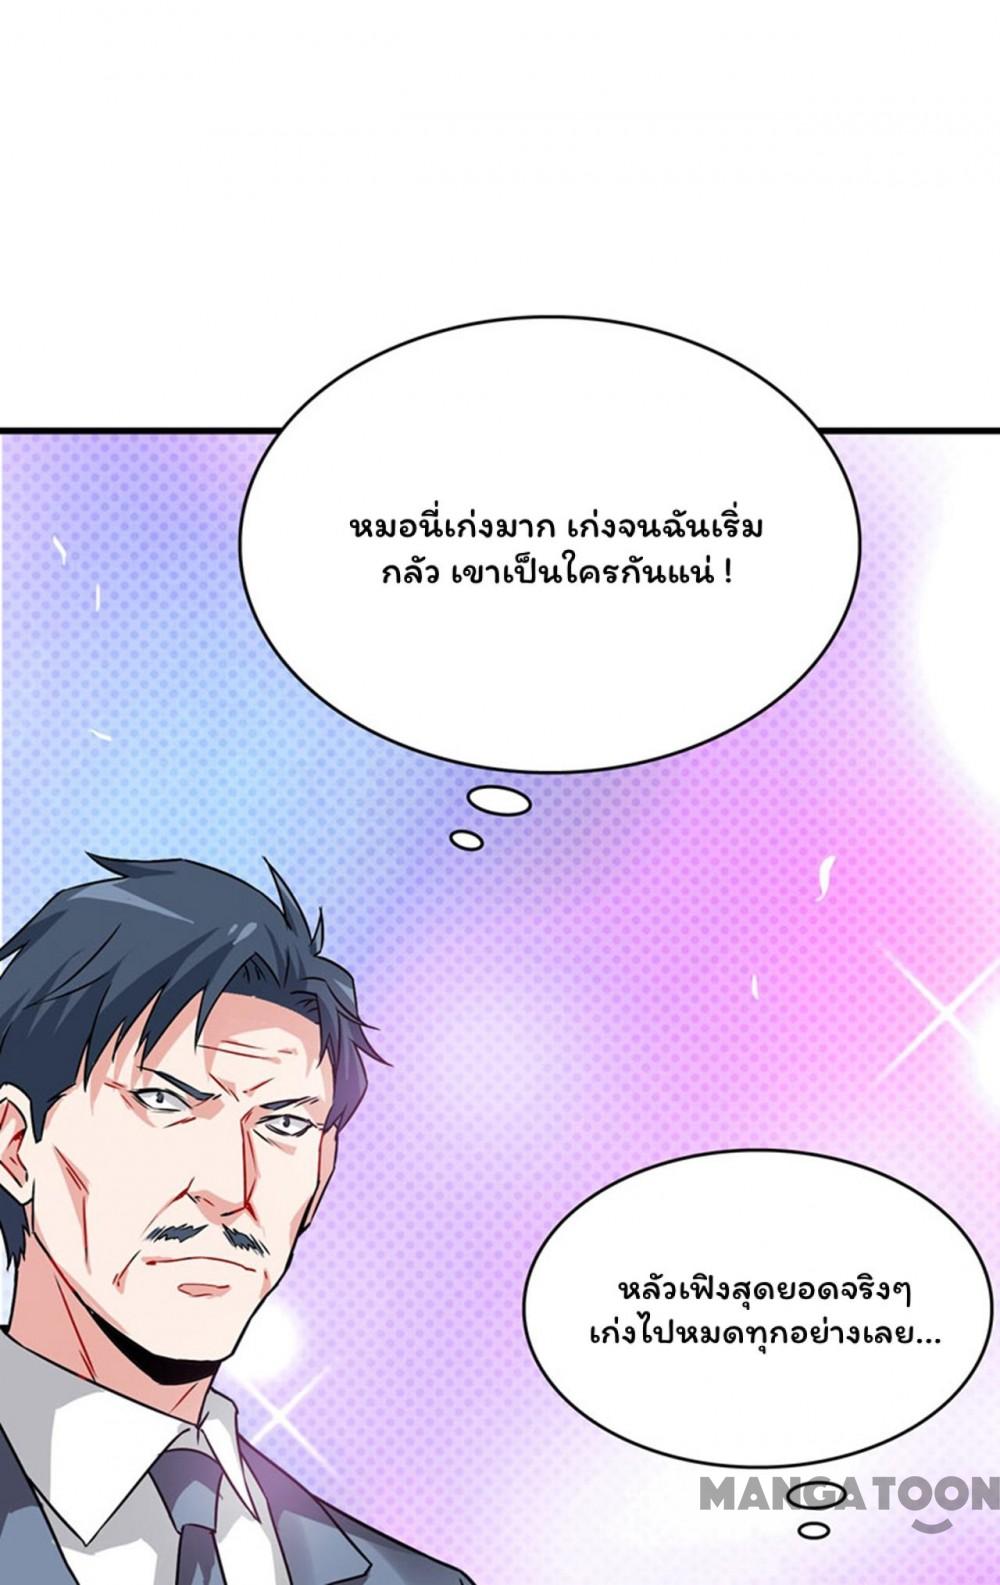 หมอนี่เก่งมาก เก่งจนฉันเริ่ม
กลัว เขาเป็นใครกันแน่ !
หลัวเฟิงสุดยอดจริงๆ
เก่งไปหมดทุกอย่างเลย...
MANGATOON